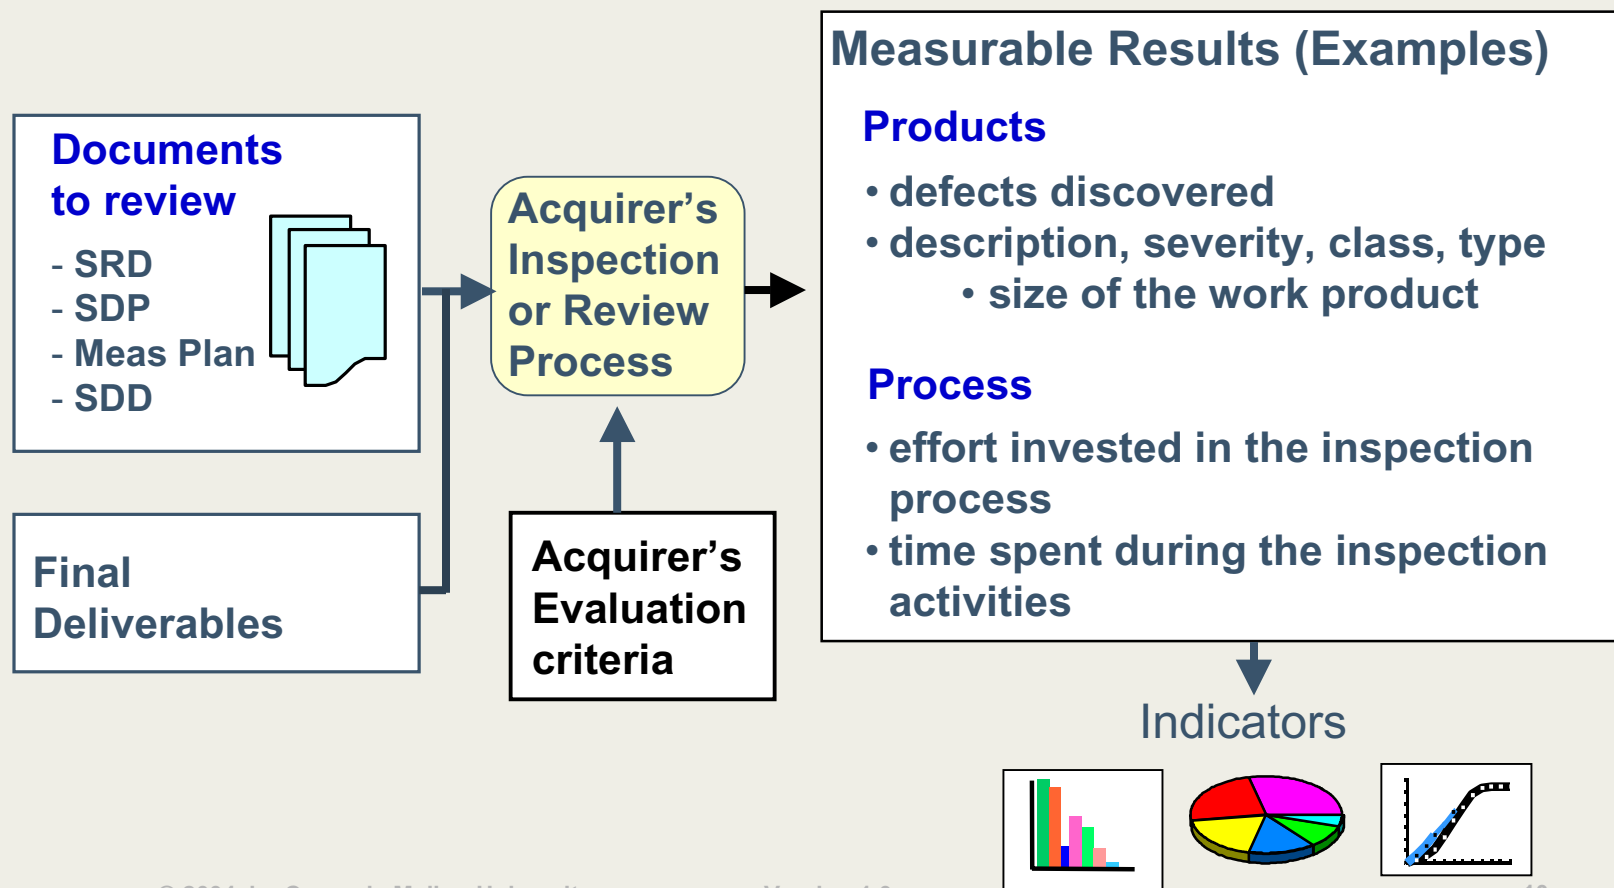 Documents
to review
- SRD
- SDP
- Meas Plan
- SDD
Final
Deliverables
Acquirer’s
Inspection
or Review
Process
Acquirer’s
Evaluation
criteria
Measurable Results (Examples)
Products
• defects discovered
• description, severity, class, type
• size of the work product
Process
• effort invested in the inspection
process
• time spent during the inspection
activities
Indicators